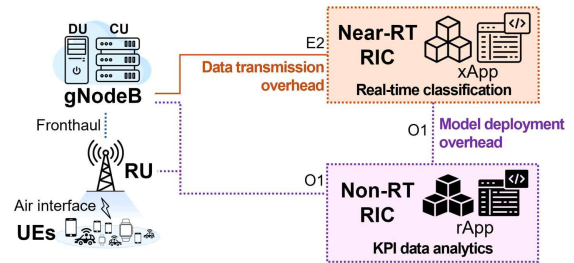 DU CU
gNodeB
Fronthaul
RU
Air interface
UEs
E2
Data transmission
overhead
Near-RT
RIC
xApp
Real-time classification
O1
Model deployment
overhead
O1
Non-RT
RIC
rApp
KPI data analytics